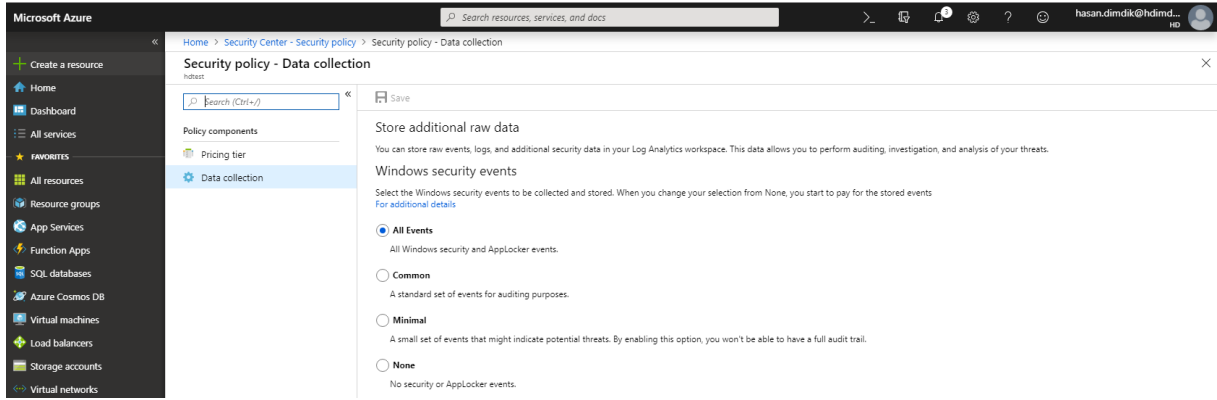 Microsoft Azure
Search resources, services, and docs
3
hasan.dimdik@hdimd...
HD
Home > Security Center - Security policy > Security policy - Data collection
Security policy - Data collection
hdtest
Create a resource
Home
Dashboard
All services
FAVORITES
All resources
Resource groups
App Services
Function Apps
SQL databases
Azure Cosmos DB
Virtual machines
Load balancers
Storage accounts
Virtual networks
Search (Ctrl+/)
Policy components
Pricing tier
Data collection
Save
Store additional raw data
You can store raw events, logs, and additional security data in your Log Analytics workspace. This data allows you to perform auditing, investigation, and analysis of your threats.
Windows security events
Select the Windows security events to be collected and stored. When you change your selection from None, you start to pay for the stored events
For additional details
All Events
All Windows security and AppLocker events.
Common
A standard set of events for auditing purposes.
Minimal
A small set of events that might indicate potential threats. By enabling this option, you won't be able to have a full audit trail.
None
No security or AppLocker events.